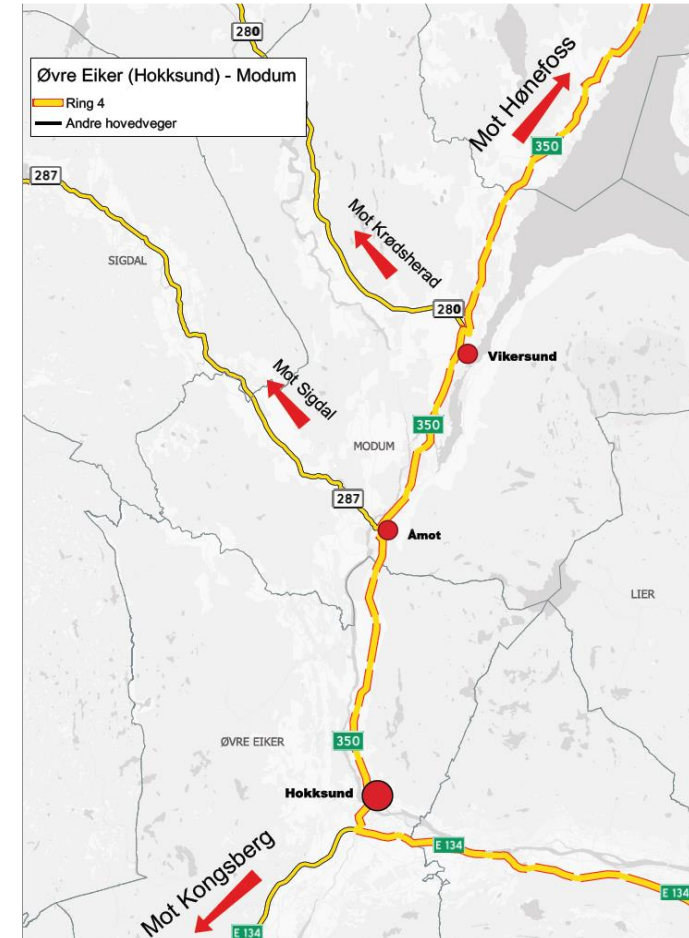 280
Øvre Eiker (Hokksund) - Modum
Ring 4
Andre hovedveger
Mot Hønefoss
350
287
Mot Krødsherad
SIGDAL
280
Vikersund
Mot Sigdal
350
MODUM
287
Åmot
LIER
ØVRE EIKER
350
Hokksund
Mot Kongsberg
E 134
E 134
E 134